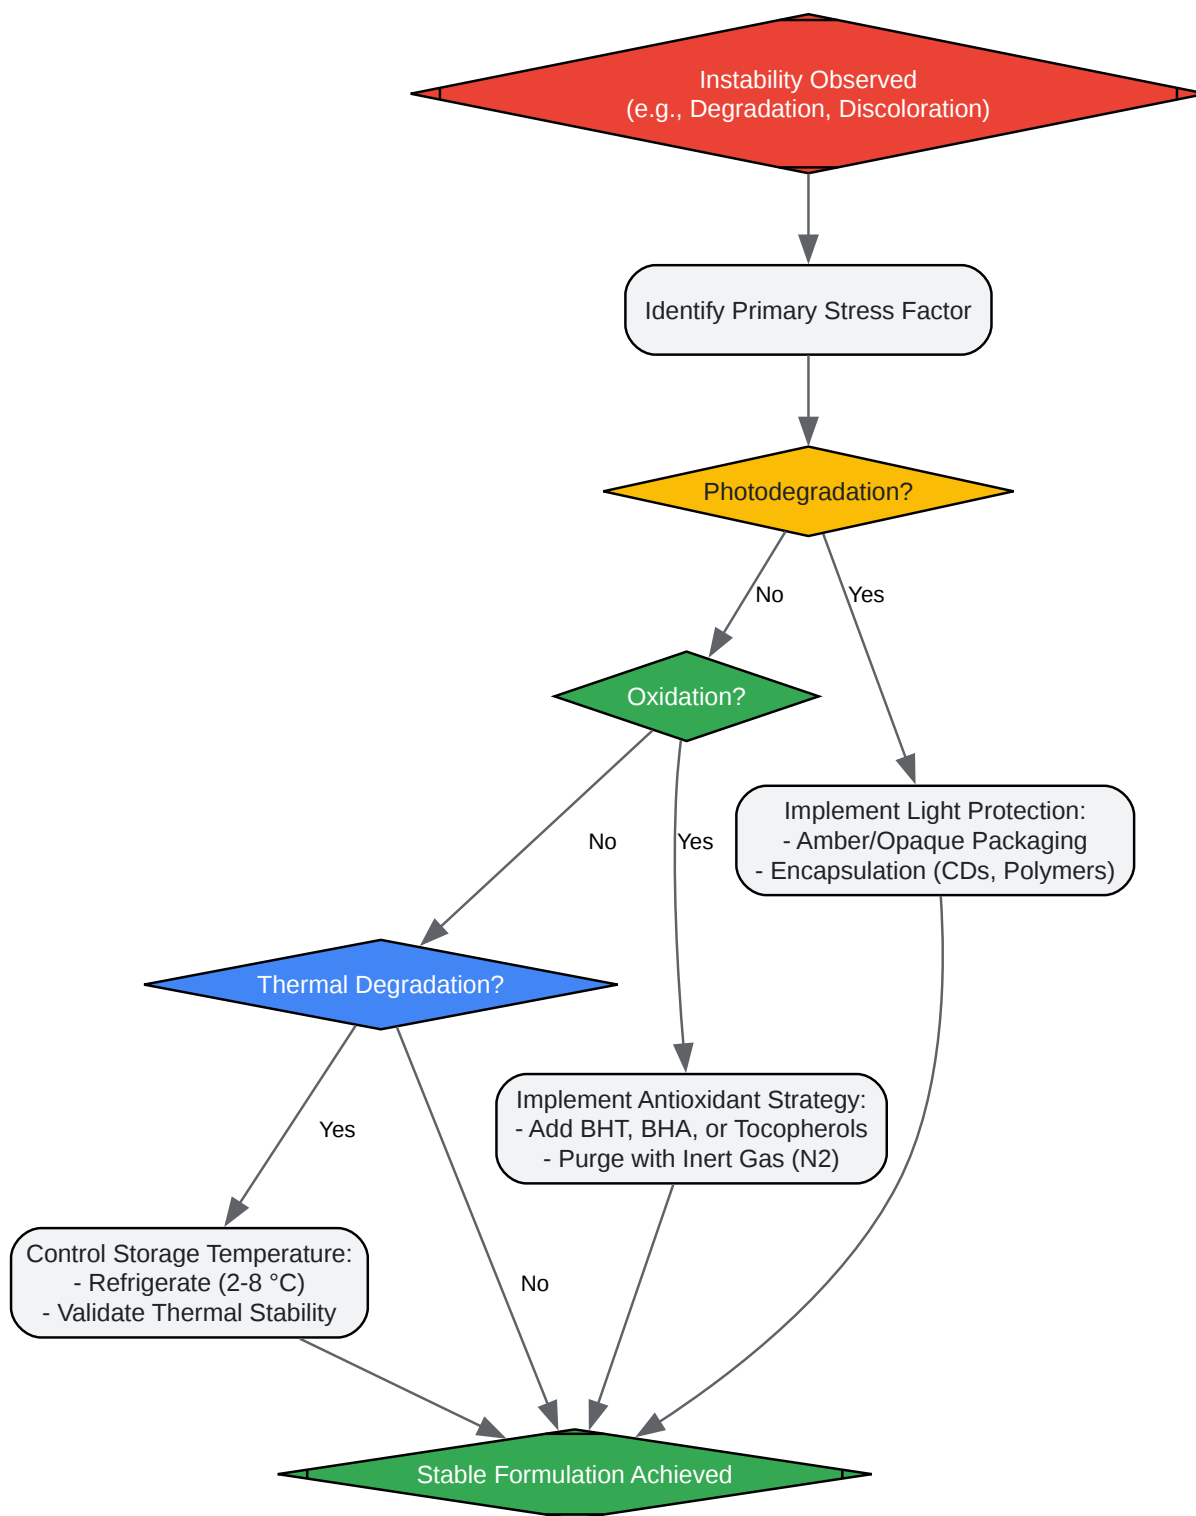 Instability Observed
(e.g., Degradation, Discoloration)
Identify Primary Stress Factor
Photodegradation?
No
Yes
Oxidation?
Implement Light Protection:
- Amber/Opaque Packaging
- Encapsulation (CDs, Polymers)
No
Yes
Thermal Degradation?
Implement Antioxidant Strategy:
- Add BHT, BHA, or Tocopherols
- Purge with Inert Gas (N2)
Yes
No
Control Storage Temperature:
- Refrigerate (2-8 °C)
- Validate Thermal Stability
Stable Formulation Achieved